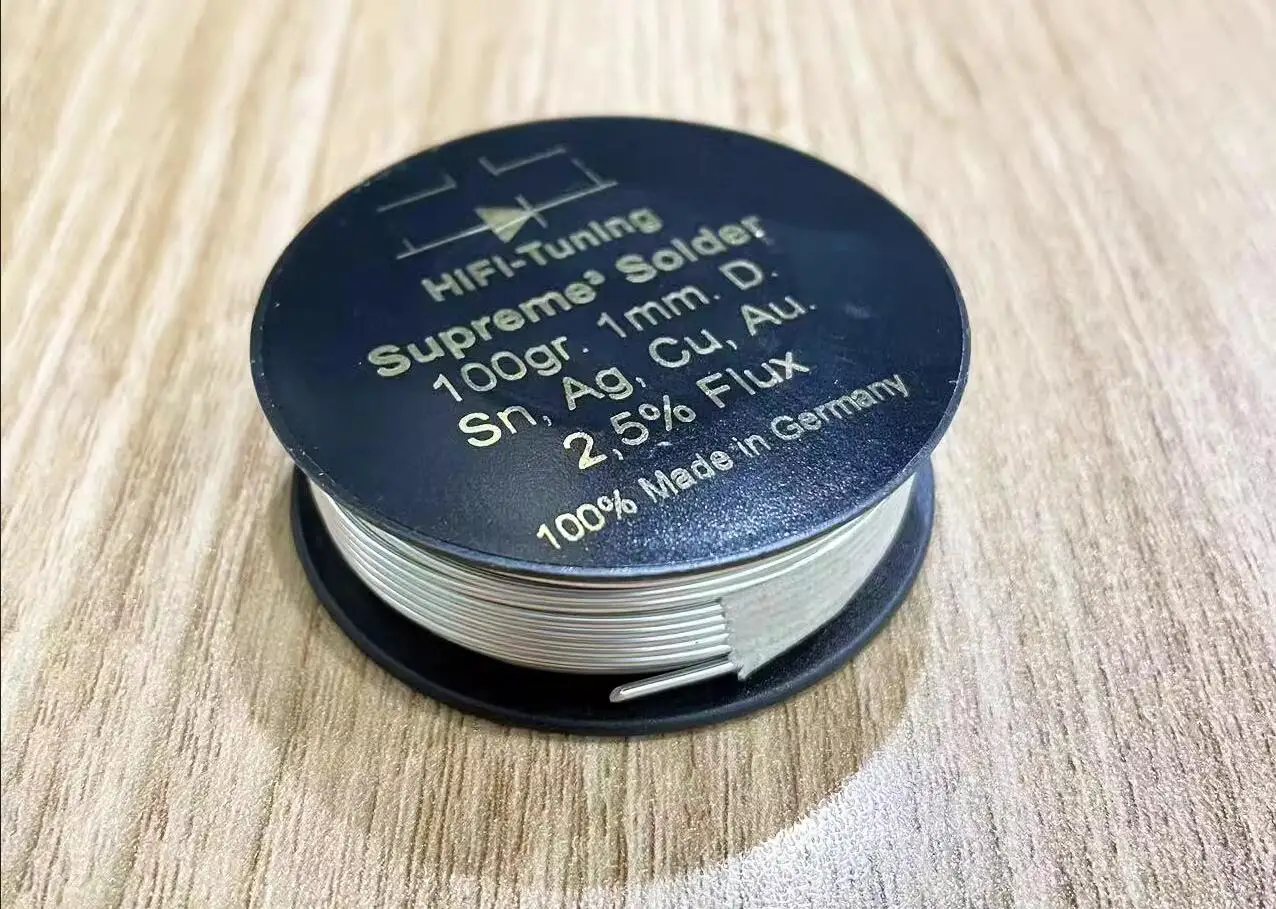 HiFi-Tuning
Supreme³ Solder
100gr. 1mm. D.
Sn, Ag, Cu, Au.
2,5% Flux
100% Made in Germany